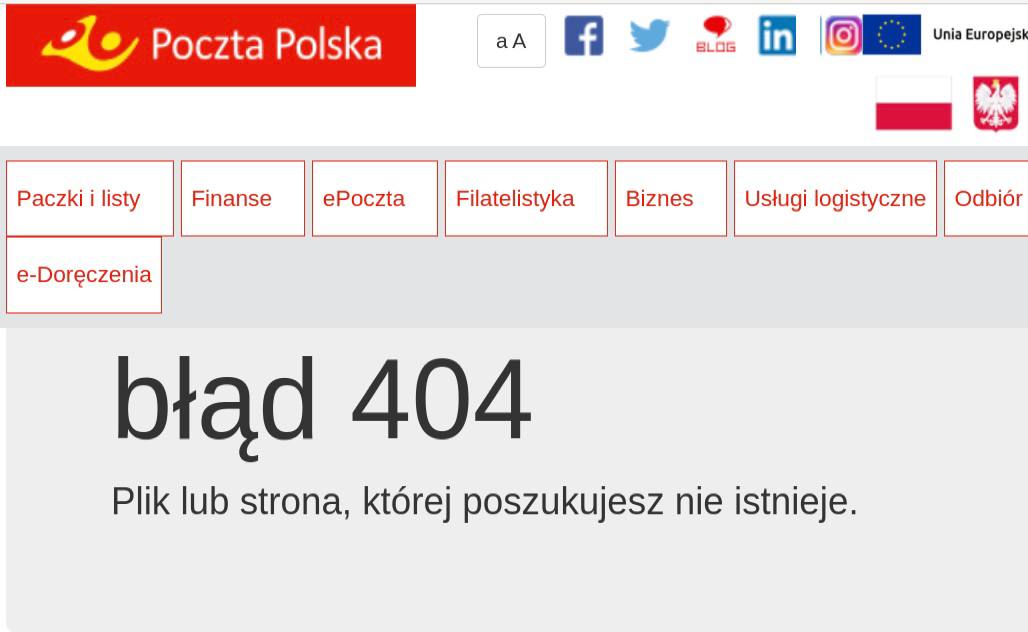 Poczta Polska
a A
BLOG
Unia Europejsk
Paczki i listy
Finanse
ePoczta
Filatelistyka
Biznes
Usługi logistyczne
Odbiór
e-Doręczenia
błąd 404
Plik lub strona, której poszukujesz nie istnieje.